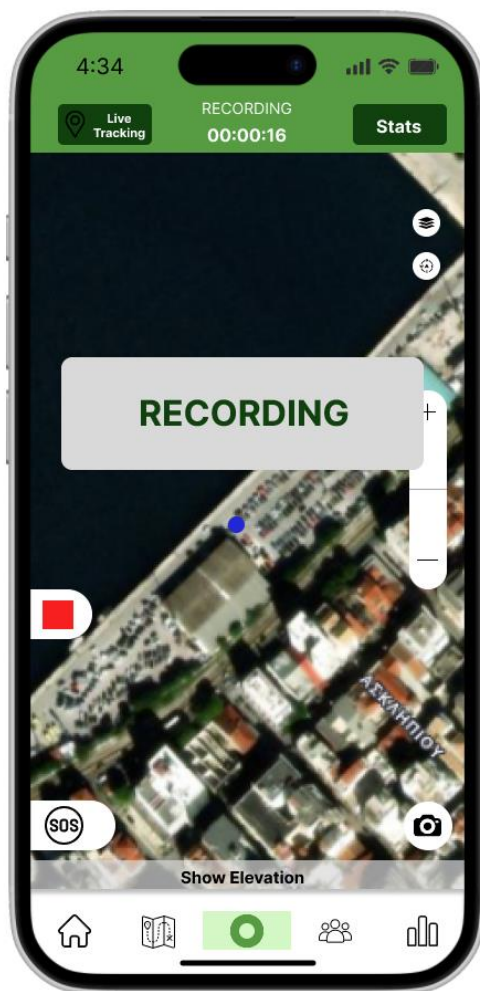 4:34
Live
Tracking
RECORDING
00:00:16
Stats
RECORDING
ΑΣΚΛΗΠΙΟΥ
SOS
Show Elevation